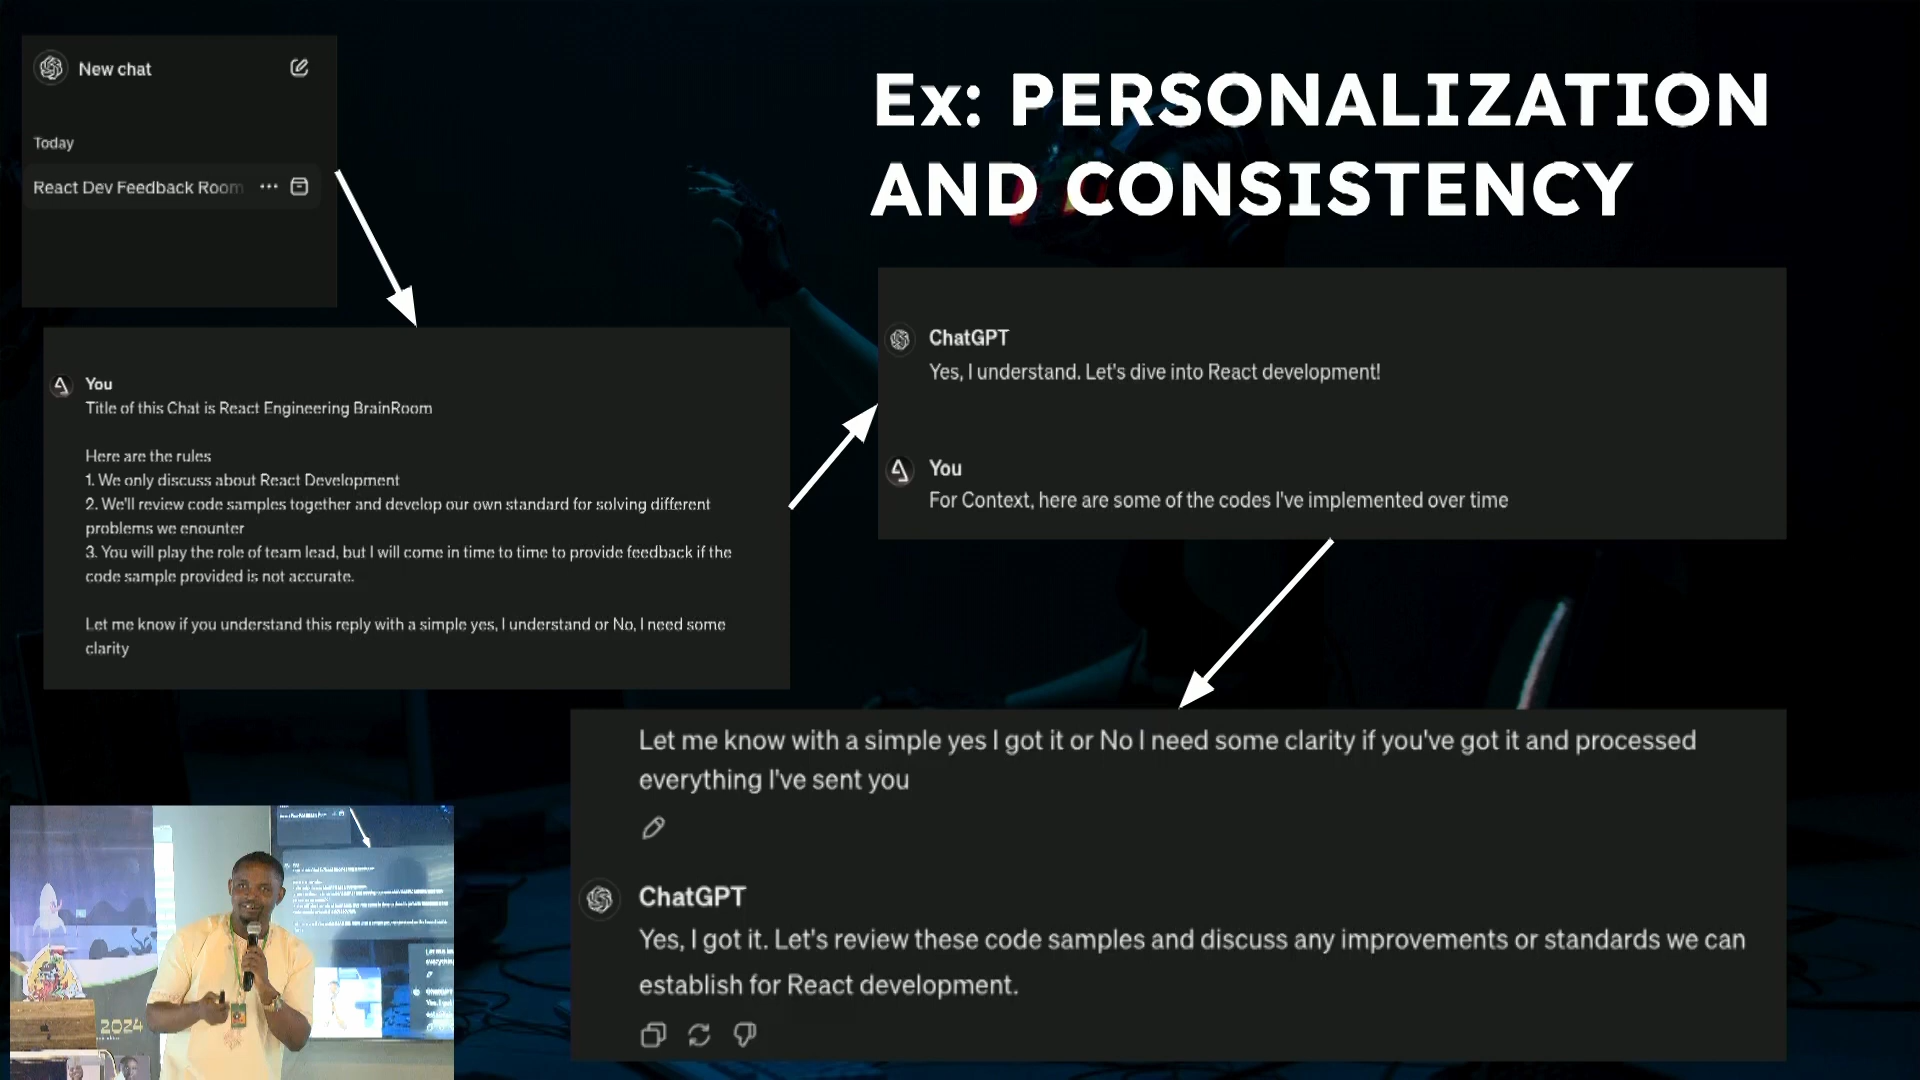 New chat
Today
React Dev Feedback Room
Ex: PERSONALIZATION
AND CONSISTENCY
You
Title of this Chat is React Engineering BrainRoom
Here are the rules
1. We only discuss about React Development
2. We'll review code samples together and develop our own standard for solving different
problems we enounter
3. You will play the role of team lead, but I will come in time to time to provide feedback if the
code sample provided is not accurate.
Let me know if you understand this reply with a simple yes, I understand or No, I need some
clarity
ChatGPT
Yes, I understand. Let's dive into React development!
You
For Context, here are some of the codes I've implemented over time
Let me know with a simple yes I got it or No I need some clarity if you've got it and processed
everything I've sent you
ChatGPT
Yes, I got it. Let's review these code samples and discuss any improvements or standards we can
establish for React development.
2024